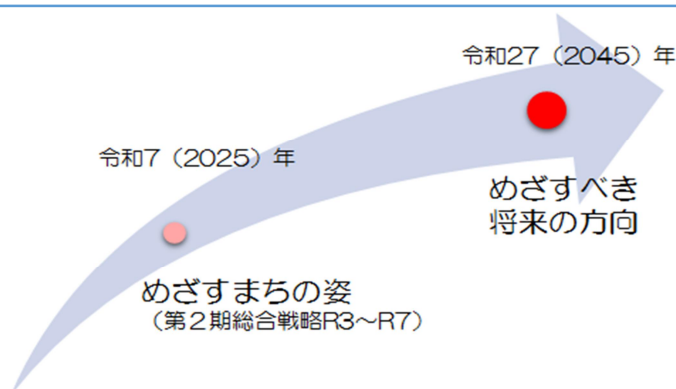 令和27（2045）年
令和7（2025）年
めざすべき
将来の方向
めざすまちの姿
（第２期総合戦略R3～R7）